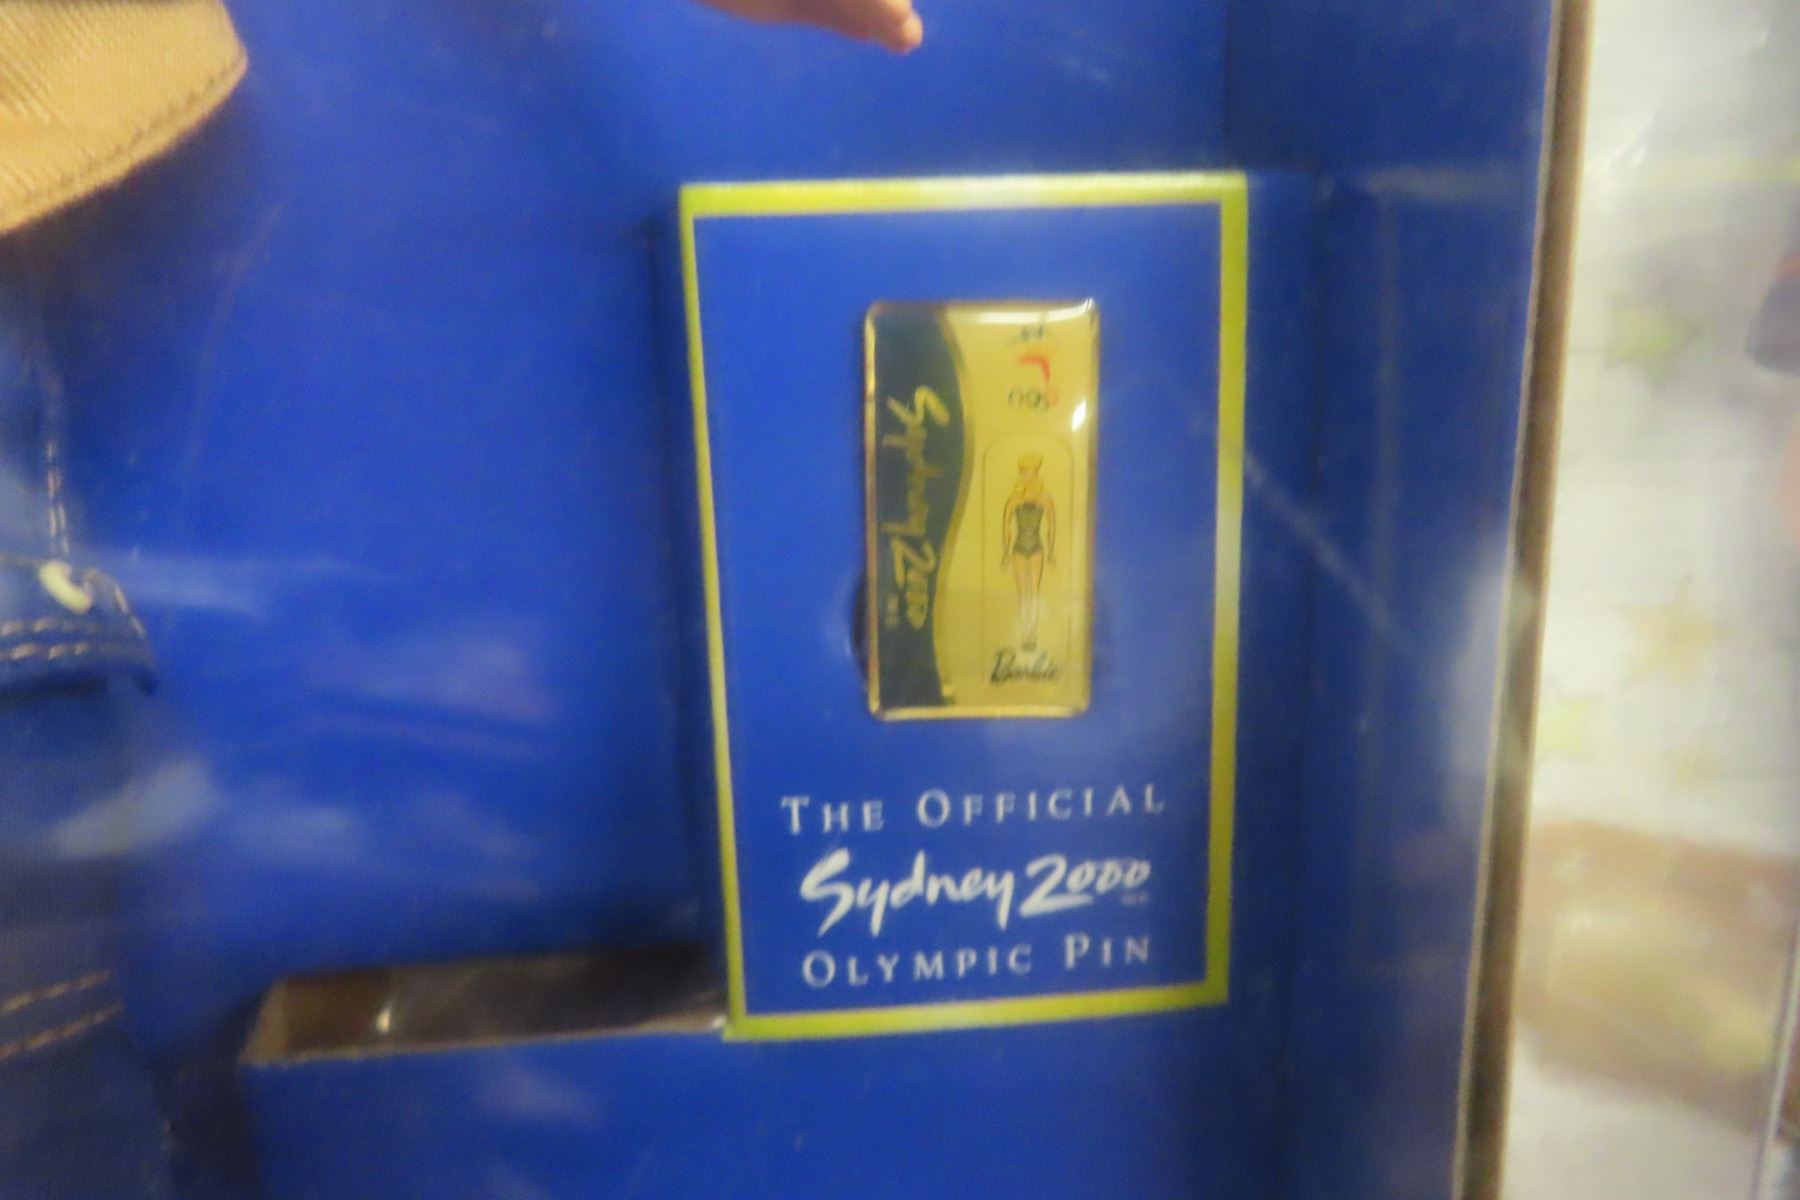 Sydney 2000
Barbie
THE OFFICIAL
Sydney 2000
OLYMPIC PIN